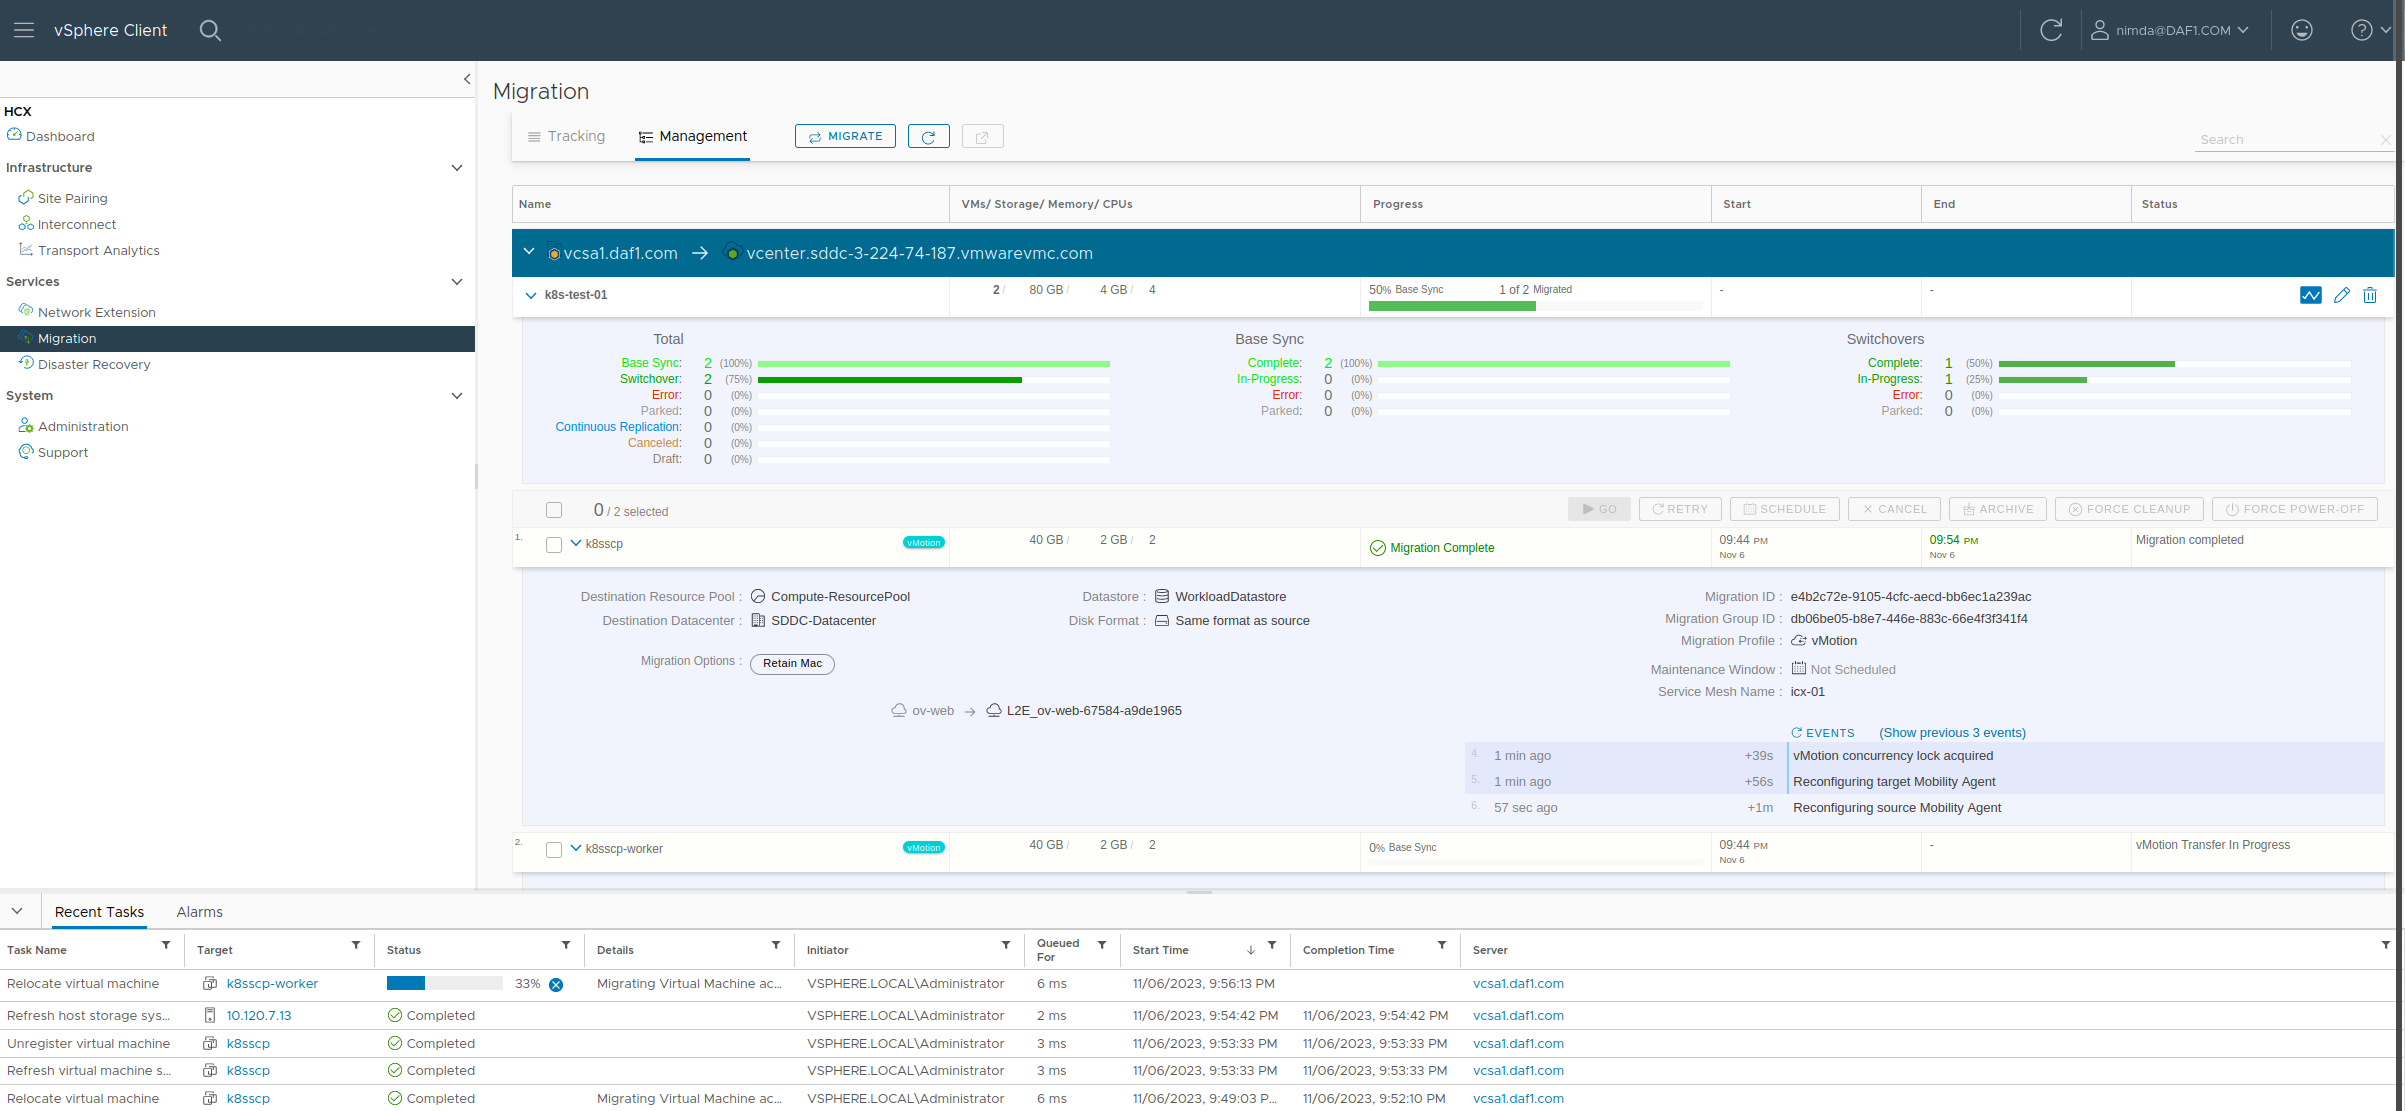 vSphere Client
nimda@DAF1.COM
HCX
Dashboard
Infrastructure
Site Pairing
Interconnect
Transport Analytics
Services
Network Extension
Migration
Disaster Recovery
System
Administration
Support
Migration
Tracking Management MIGRATE Search
Name VMs/ Storage/ Memory/ CPUs Progress Start End Status
vcsa1.daf1.com → vcenter.sddc-3-224-74-187.vmwarevmc.com
k8s-test-01 2 / 80 GB / 4 GB / 4 50% Base Sync 1 of 2 Migrated - -
Total Base Sync Switchovers
Base Sync: 2 (100%) Complete: 2 (100%) Complete: 1 (50%)
Switchover: 2 (75%) In-Progress: 0 (0%) In-Progress: 1 (25%)
Error: 0 (0%) Error: 0 (0%) Error: 0 (0%)
Parked: 0 (0%) Parked: 0 (0%) Parked: 0 (0%)
Continuous Replication: 0 (0%)
Canceled: 0 (0%)
Draft: 0 (0%)
0 / 2 selected GO RETRY SCHEDULE CANCEL ARCHIVE FORCE CLEANUP FORCE POWER-OFF
1. k8sscp vMotion 40 GB / 2 GB / 2 Migration Complete 09:44 PM 09:54 PM Migration completed
Nov 6 Nov 6
Destination Resource Pool : Compute-ResourcePool Datastore : WorkloadDatastore Migration ID : e4b2c72e-9105-4cfc-aecd-bb6ec1a239ac
Destination Datacenter : SDDC-Datacenter Disk Format : Same format as source Migration Group ID : db06be05-b8e7-446e-883c-66e4f3f341f4
Migration Profile : vMotion
Migration Options : Retain Mac Maintenance Window : Not Scheduled
Service Mesh Name : icx-01
ov-web → L2E_ov-web-67584-a9de1965
EVENTS (Show previous 3 events)
4. 1 min ago +39s vMotion concurrency lock acquired
5. 1 min ago +56s Reconfiguring target Mobility Agent
6. 57 sec ago +1m Reconfiguring source Mobility Agent
2. k8sscp-worker vMotion 40 GB / 2 GB / 2 0% Base Sync 09:44 PM - vMotion Transfer In Progress
Nov 6
Recent Tasks Alarms
Task Name Target Status Details Initiator Queued For Start Time Completion Time Server
Relocate virtual machine k8sscp-worker 33% Migrating Virtual Machine ac... VSPHERE.LOCAL\Administrator 6 ms 11/06/2023, 9:56:13 PM vcsa1.daf1.com
Refresh host storage sys... 10.120.7.13 Completed VSPHERE.LOCAL\Administrator 2 ms 11/06/2023, 9:54:42 PM 11/06/2023, 9:54:42 PM vcsa1.daf1.com
Unregister virtual machine k8sscp Completed VSPHERE.LOCAL\Administrator 3 ms 11/06/2023, 9:53:33 PM 11/06/2023, 9:53:33 PM vcsa1.daf1.com
Refresh virtual machine s... k8sscp Completed VSPHERE.LOCAL\Administrator 3 ms 11/06/2023, 9:53:33 PM 11/06/2023, 9:53:33 PM vcsa1.daf1.com
Relocate virtual machine k8sscp Completed Migrating Virtual Machine ac... VSPHERE.LOCAL\Administrator 6 ms 11/06/2023, 9:49:03 P... 11/06/2023, 9:52:10 PM vcsa1.daf1.com